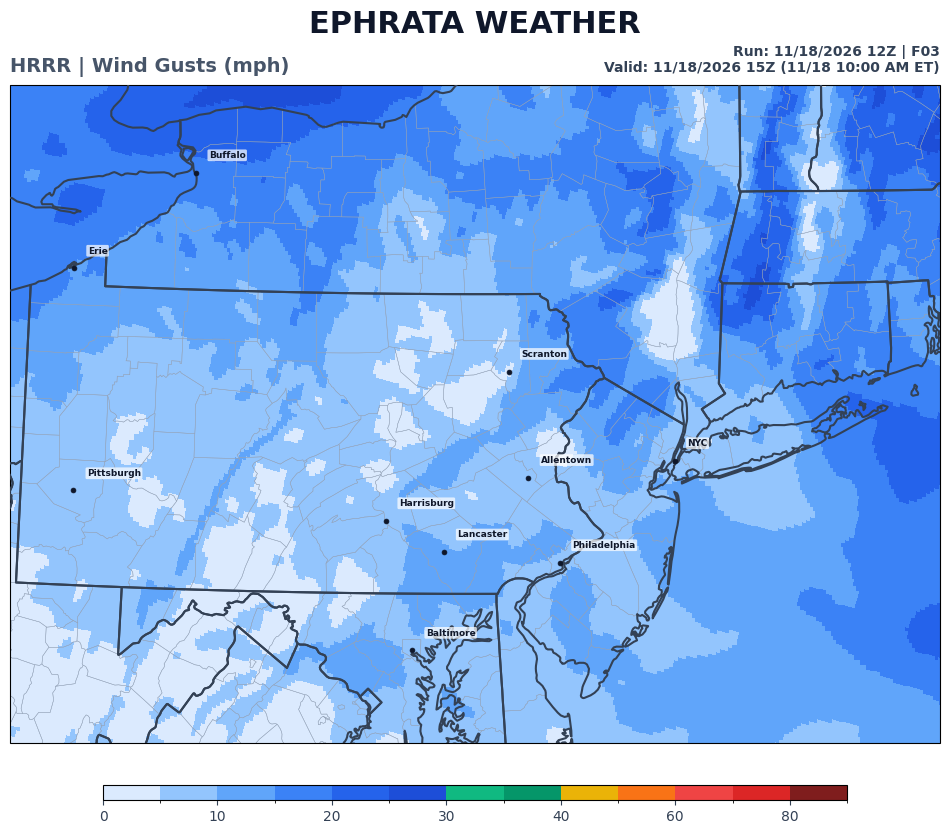 EPHRATA WEATHER
HRRR | Wind Gusts (mph)
Run: 11/18/2026 12Z | F03
Valid: 11/18/2026 15Z (11/18 10:00 AM ET)
Buffalo
Erie
Scranton
NYC
Allentown
Pittsburgh
Harrisburg
Lancaster
Philadelphia
Baltimore
0 10 20 30 40 50 60 70 80